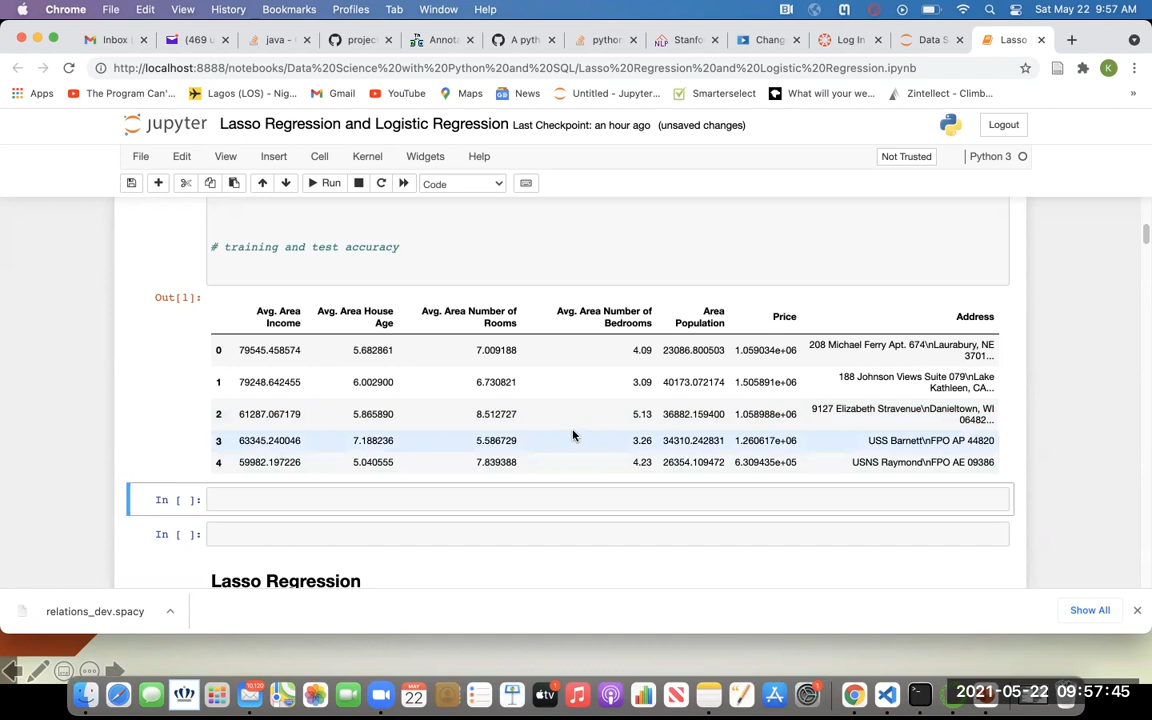 Chrome File Edit View History Bookmarks Profiles Tab Window Help Sat May 22 9:57 AM
Inbox ( (469 u java - projec Annota A pyth python Stanfo Chang Log In Data S Lasso
http://localhost:8888/notebooks/Data%20Science%20with%20Python%20and%20SQL/Lasso%20Regression%20and%20Logistic%20Regression.ipynb K
Apps The Program Can'... Lagos (LOS) - Nig... Gmail YouTube Maps News Untitled - Jupyter... Smarterselect What will your we... Zintellect - Climb... »
jupyter Lasso Regression and Logistic Regression Last Checkpoint: an hour ago (unsaved changes) Logout
File Edit View Insert Cell Kernel Widgets Help Not Trusted Python 3
Run Code
# training and test accuracy
Out[1]:
Avg. Area Income Avg. Area House Age Avg. Area Number of Rooms Avg. Area Number of Bedrooms Area Population Price Address
0 79545.458574 5.682861 7.009188 4.09 23086.800503 1.059034e+06 208 Michael Ferry Apt. 674\nLaurabury, NE 3701...
1 79248.642455 6.002900 6.730821 3.09 40173.072174 1.505891e+06 188 Johnson Views Suite 079\nLake Kathleen, CA...
2 61287.067179 5.865890 8.512727 5.13 36882.159400 1.058988e+06 9127 Elizabeth Stravenue\nDanieltown, WI 06482...
3 63345.240046 7.188236 5.586729 3.26 34310.242831 1.260617e+06 USS Barnett\nFPO AP 44820
4 59982.197226 5.040555 7.839388 4.23 26354.109472 6.309435e+05 USNS Raymond\nFPO AE 09386
In [ ]:
In [ ]:
Lasso Regression
relations_dev.spacy Show All
10,120 MAY 22 tv
2021-05-22 09:57:45